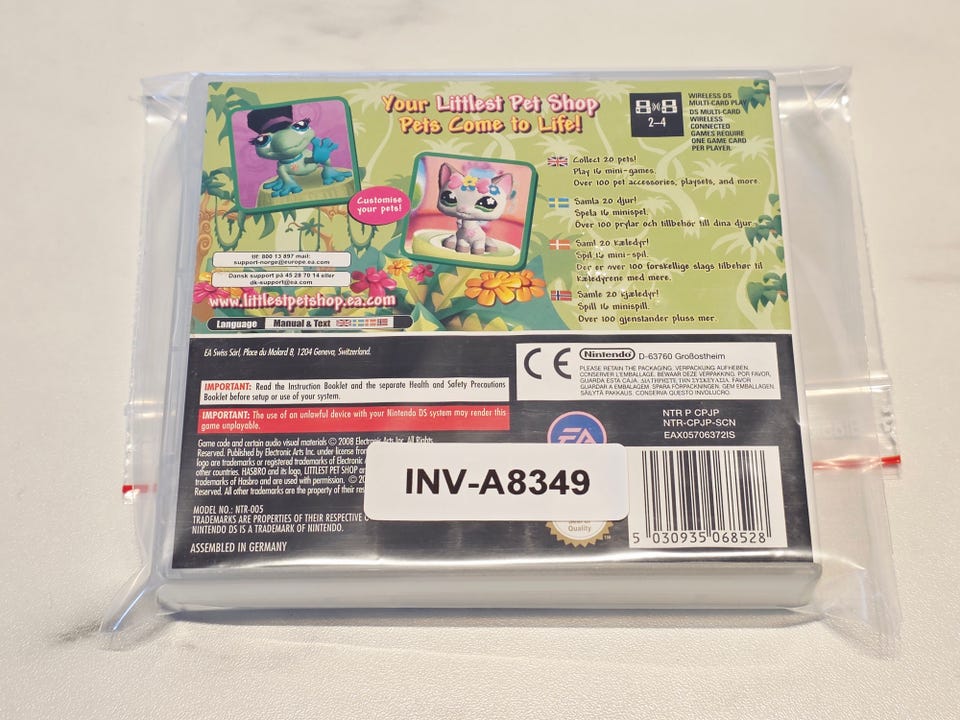 Your Littlest Pet Shop
Pets Come to Life!
8 8
2-4
WIRELESS DS
MULTI-CARD PLAY
DS MULTI-CARD
WIRELESS
CONNECTED
GAMES REQUIRE
ONE GAME CARD
PER PLAYER.
Customise
your pets!
Collect 20 pets!
Play 16 mini-games.
Over 100 pet accessories, playsets, and more.
Samla 20 djur!
Spela 16 minispel.
Over 100 prylar och tillbehör till dina djur.
Saml 20 kæledyr!
Spil 16 mini-spil.
Der er over 100 forskellige slags tilbehør til
kæledyrene med mere.
Samle 20 kjæledyr!
Spill 16 minispill.
Over 100 gjenstander pluss mer.
tlf: 800 13 897 mail:
support-norge@europe.ea.com
Dansk support på 45 28 70 14 eller
dk-support@ea.com
www.littlestpetshop.ea.com
Language Manual & Text
EA Swiss Sàrl, Place du Molard 8, 1204 Geneva, Switzerland.
CE
Nintendo D-63760 Großostheim
PLEASE RETAIN THE PACKAGING. VERPACKUNG AUFHEBEN.
CONSERVER L'EMBALLAGE. BEWAAR DEZE VERPAKKING. POR FAVOR,
GUARDA ESTA CAJA. ΔΙΑΤΗΡΗΣΤΕ ΤΗΝ ΣΥΣΚΕΥΑΣΙΑ. FAVOR
GUARDAR A EMBALAGEM. SPARA FÖRPACKNINGEN. GEM EMBALLAGEN.
SÄILYTÄ PAKKAUS. CONSERVA QUESTO INVOLUCRO.
IMPORTANT: Read the Instruction Booklet and the separate Health and Safety Precautions
Booklet before setup or use of your system.
IMPORTANT: The use of an unlawful device with your Nintendo DS system may render this
game unplayable.
NTR P CPJP
NTR-CPJP-SCN
EAX05706372IS
EA
Game code and certain audio visual materials © 2008 Electronic Arts Inc. All Rights
Reserved. Published by Electronic Arts Inc. under license from
logo are trademarks or registered trademarks of Electronic
other countries. HASBRO and its logo, LITTLEST PET SHOP
trademarks of Hasbro and are used with permission. © 20
Reserved. All other trademarks are the property of their
INV-A8349
MODEL NO.: NTR-005
TRADEMARKS ARE PROPERTIES OF THEIR RESPECTIVE
NINTENDO DS IS A TRADEMARK OF NINTENDO.
ASSEMBLED IN GERMANY
Quality
TM
5 030935 068528